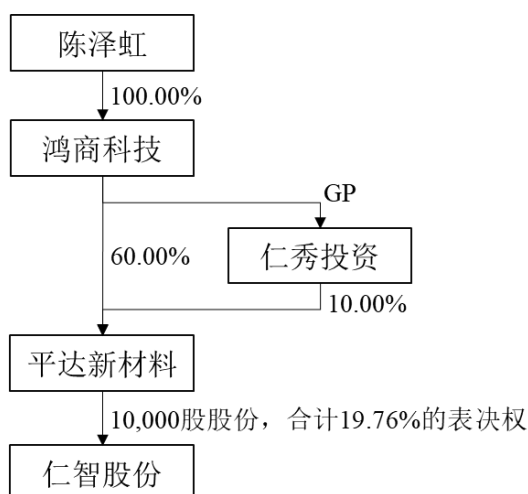 陈泽虹
100.00%
鸿商科技
GP
60.00%
仁秀投资
10.00%
平达新材料
10,000股股份，合计19.76%的表决权
仁智股份